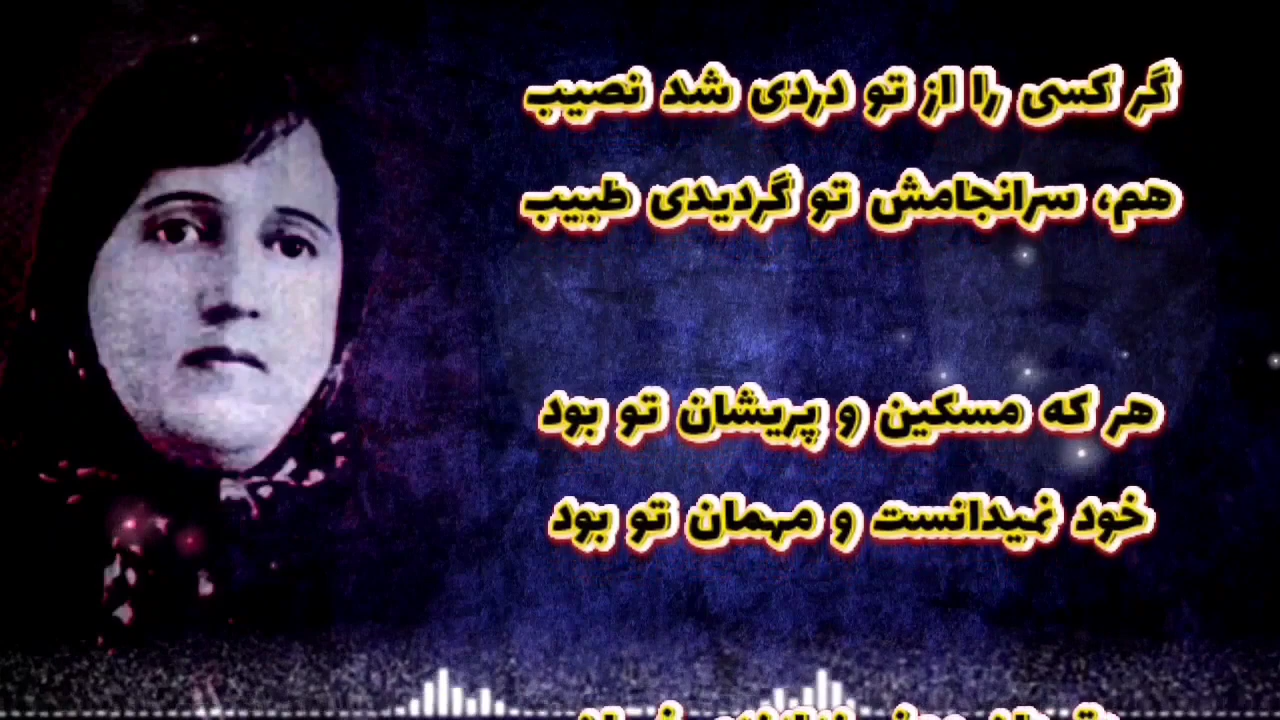 گر کسی را از تو دردی شد نصیب
هم، سرانجامش تو گردیدی طبیب
هر که مسکین و پریشان تو بود
خود نمیدانست و مهمان تو بود